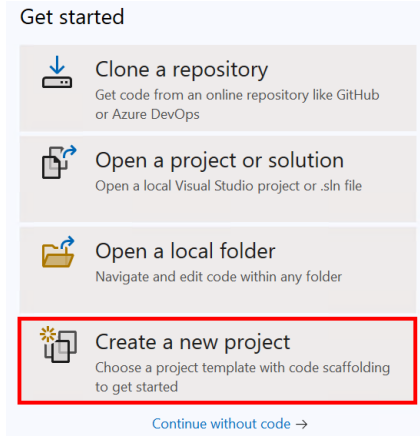 Get started
Clone a repository
Get code from an online repository like GitHub
or Azure DevOps
Open a project or solution
Open a local Visual Studio project or .sln file
Open a local folder
Navigate and edit code within any folder
Create a new project
Choose a project template with code scaffolding
to get started
Continue without code →